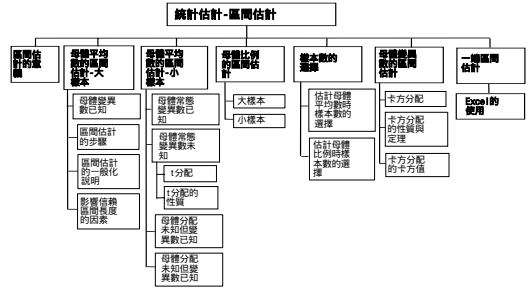 統計估計-區間估計
區間估
計的意
義
母體平均
數的區間
估計-大
樣本
母體變異
數已知
區間估計
的步驟
區間估計
的一般化
說明
影響信賴
區間長度
的因素
母體平均
數的區間
估計-小
樣本
母體常態
變異數已
知
母體常態
變異數未
知
t分配
t分配的
性質
母體分配
未知但變
異數已知
母體分配
未知但變
異數已知
母體比例
的區間估
計
大樣本
小樣本
樣本數的
選擇
估計母體
平均數時
樣本數的
選擇
估計母體
比例時樣
本數的選
擇
母體變異
數的區間
估計
卡方分配
卡方分配
的性質與
定理
卡方分配
的卡方值
一端區間
估計
Excel的
使用